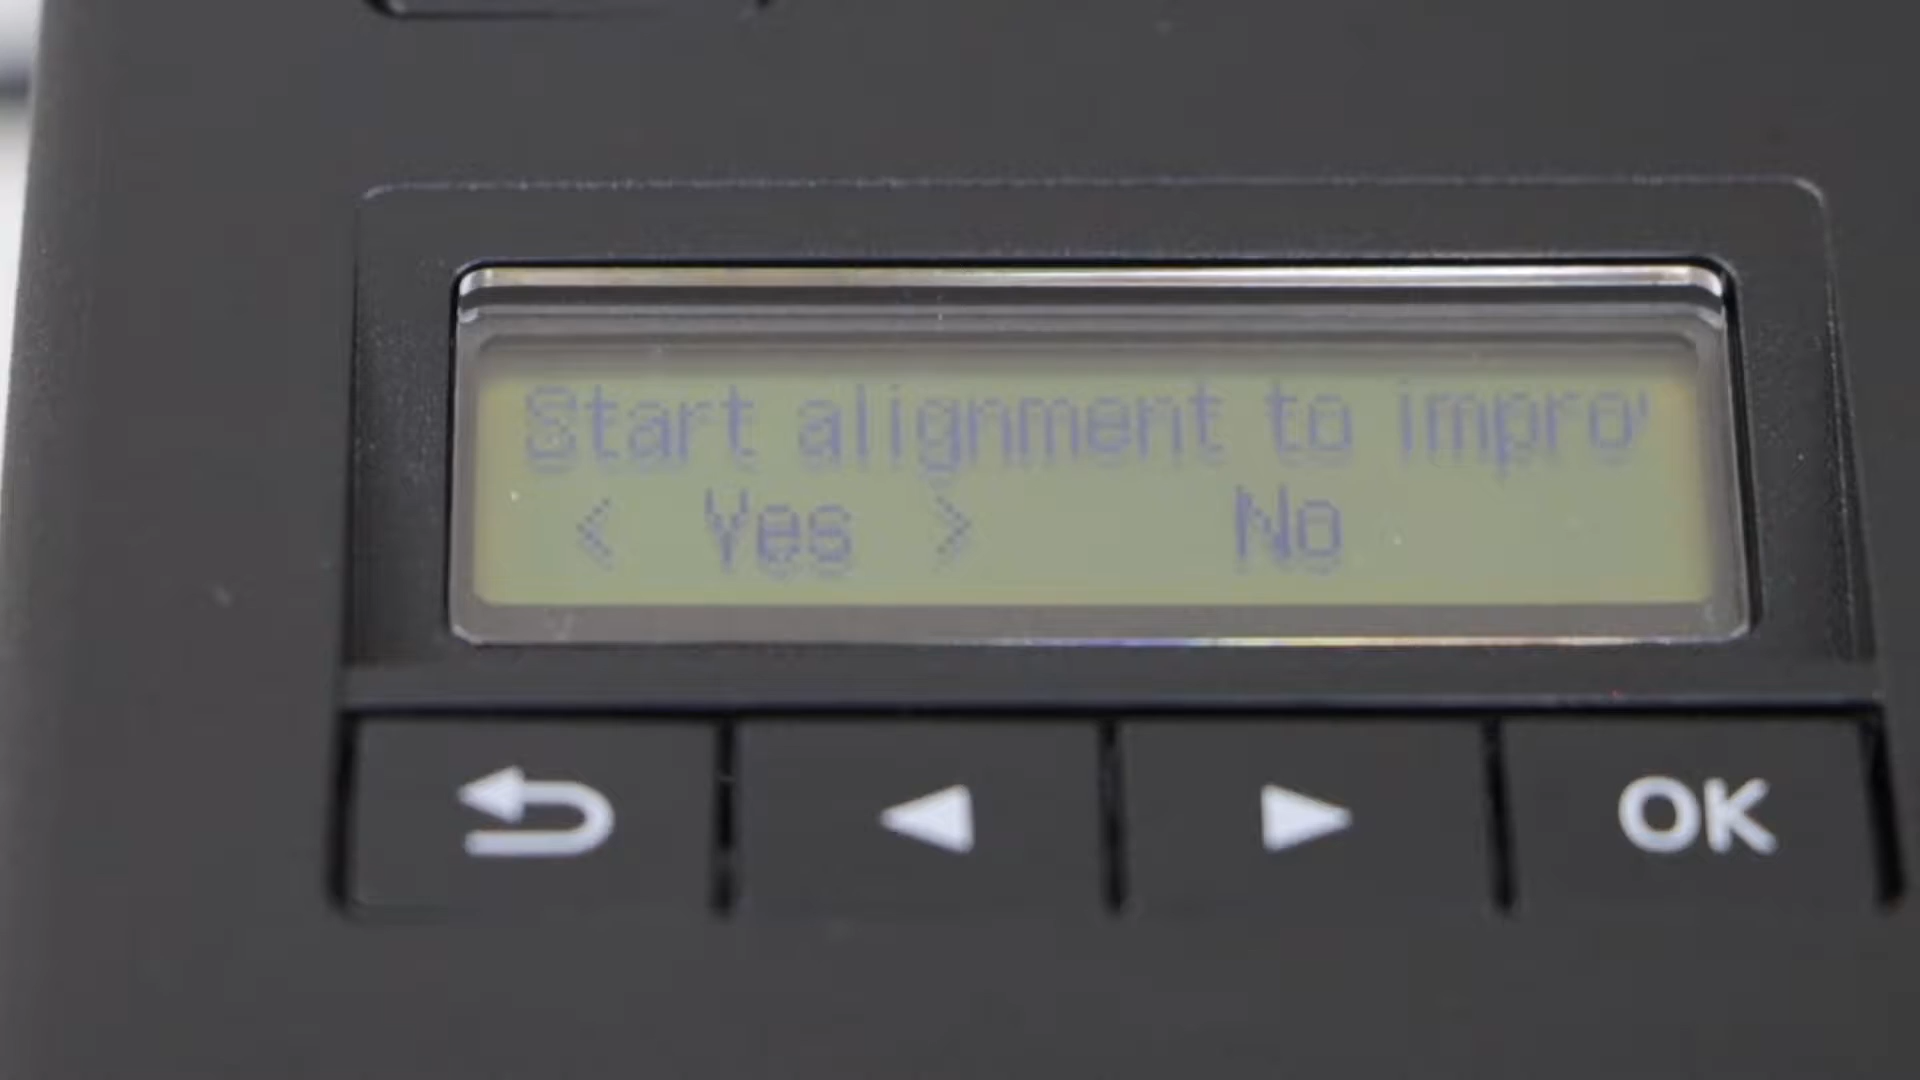 Start alignment to impro
< Yes > No
OK